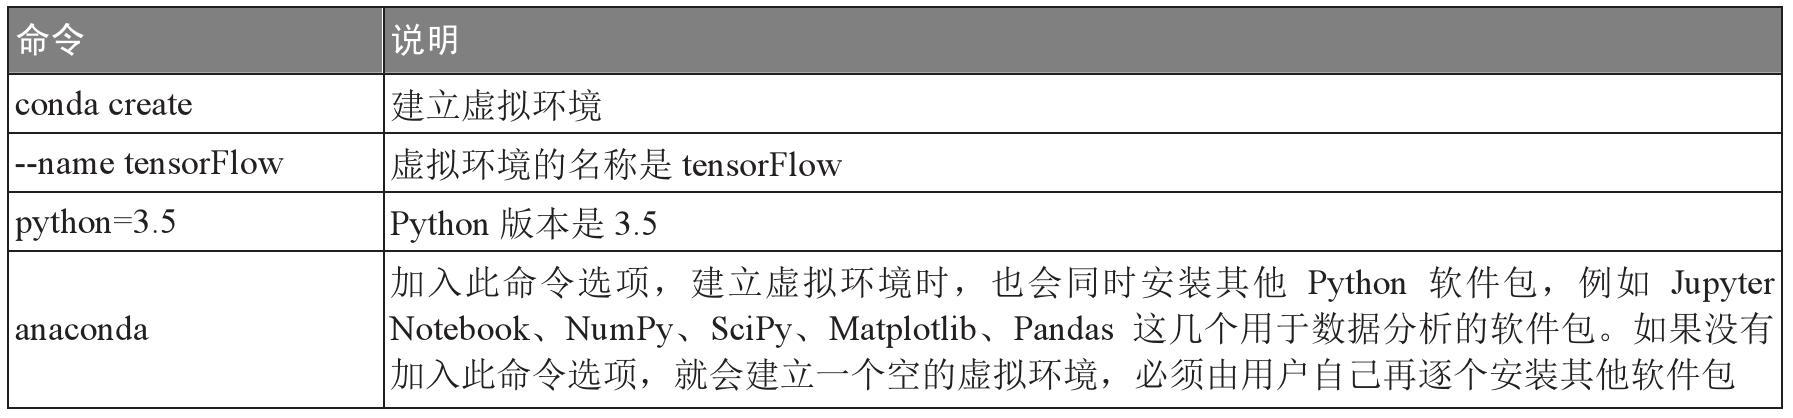 命令 说明
conda create 建立虚拟环境
--name tensorFlow 虚拟环境的名称是 tensorFlow
python=3.5 Python 版本是 3.5
anaconda 加入此命令选项，建立虚拟环境时，也会同时安装其他 Python 软件包，例如 Jupyter
Notebook、NumPy、SciPy、Matplotlib、Pandas 这几个用于数据分析的软件包。如果没有
加入此命令选项，就会建立一个空的虚拟环境，必须由用户自己再逐个安装其他软件包